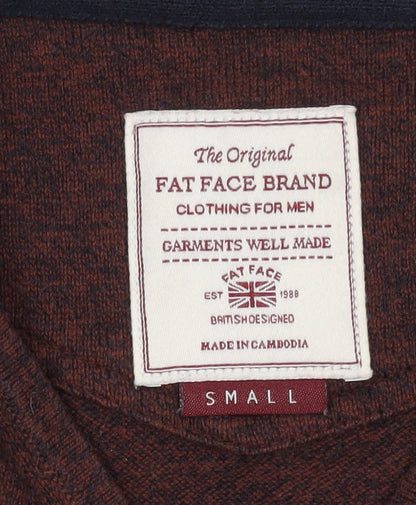 The Original
FAT FACE BRAND
CLOTHING FOR MEN
GARMENTS WELL MADE
FAT FACE
EST 1988
BRITISH DESIGNED
MADE IN CAMBODIA
SMALL